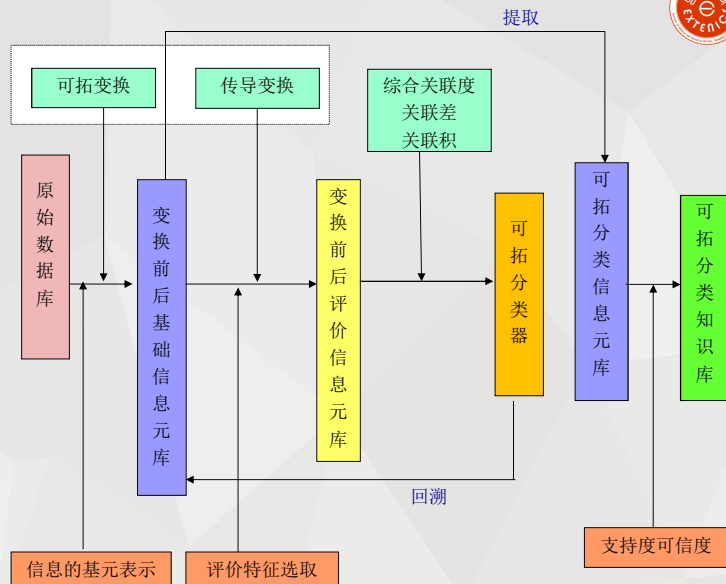 提取
EXTENICS
可拓变换
传导变换
综合关联度
关联差
关联积
原始数据库
变换前后基础信息元库
变换前后评价信息元库
可拓分类器
可拓分类信息元库
可拓分类知识库
回溯
信息的基元表示
评价特征选取
支持度可信度